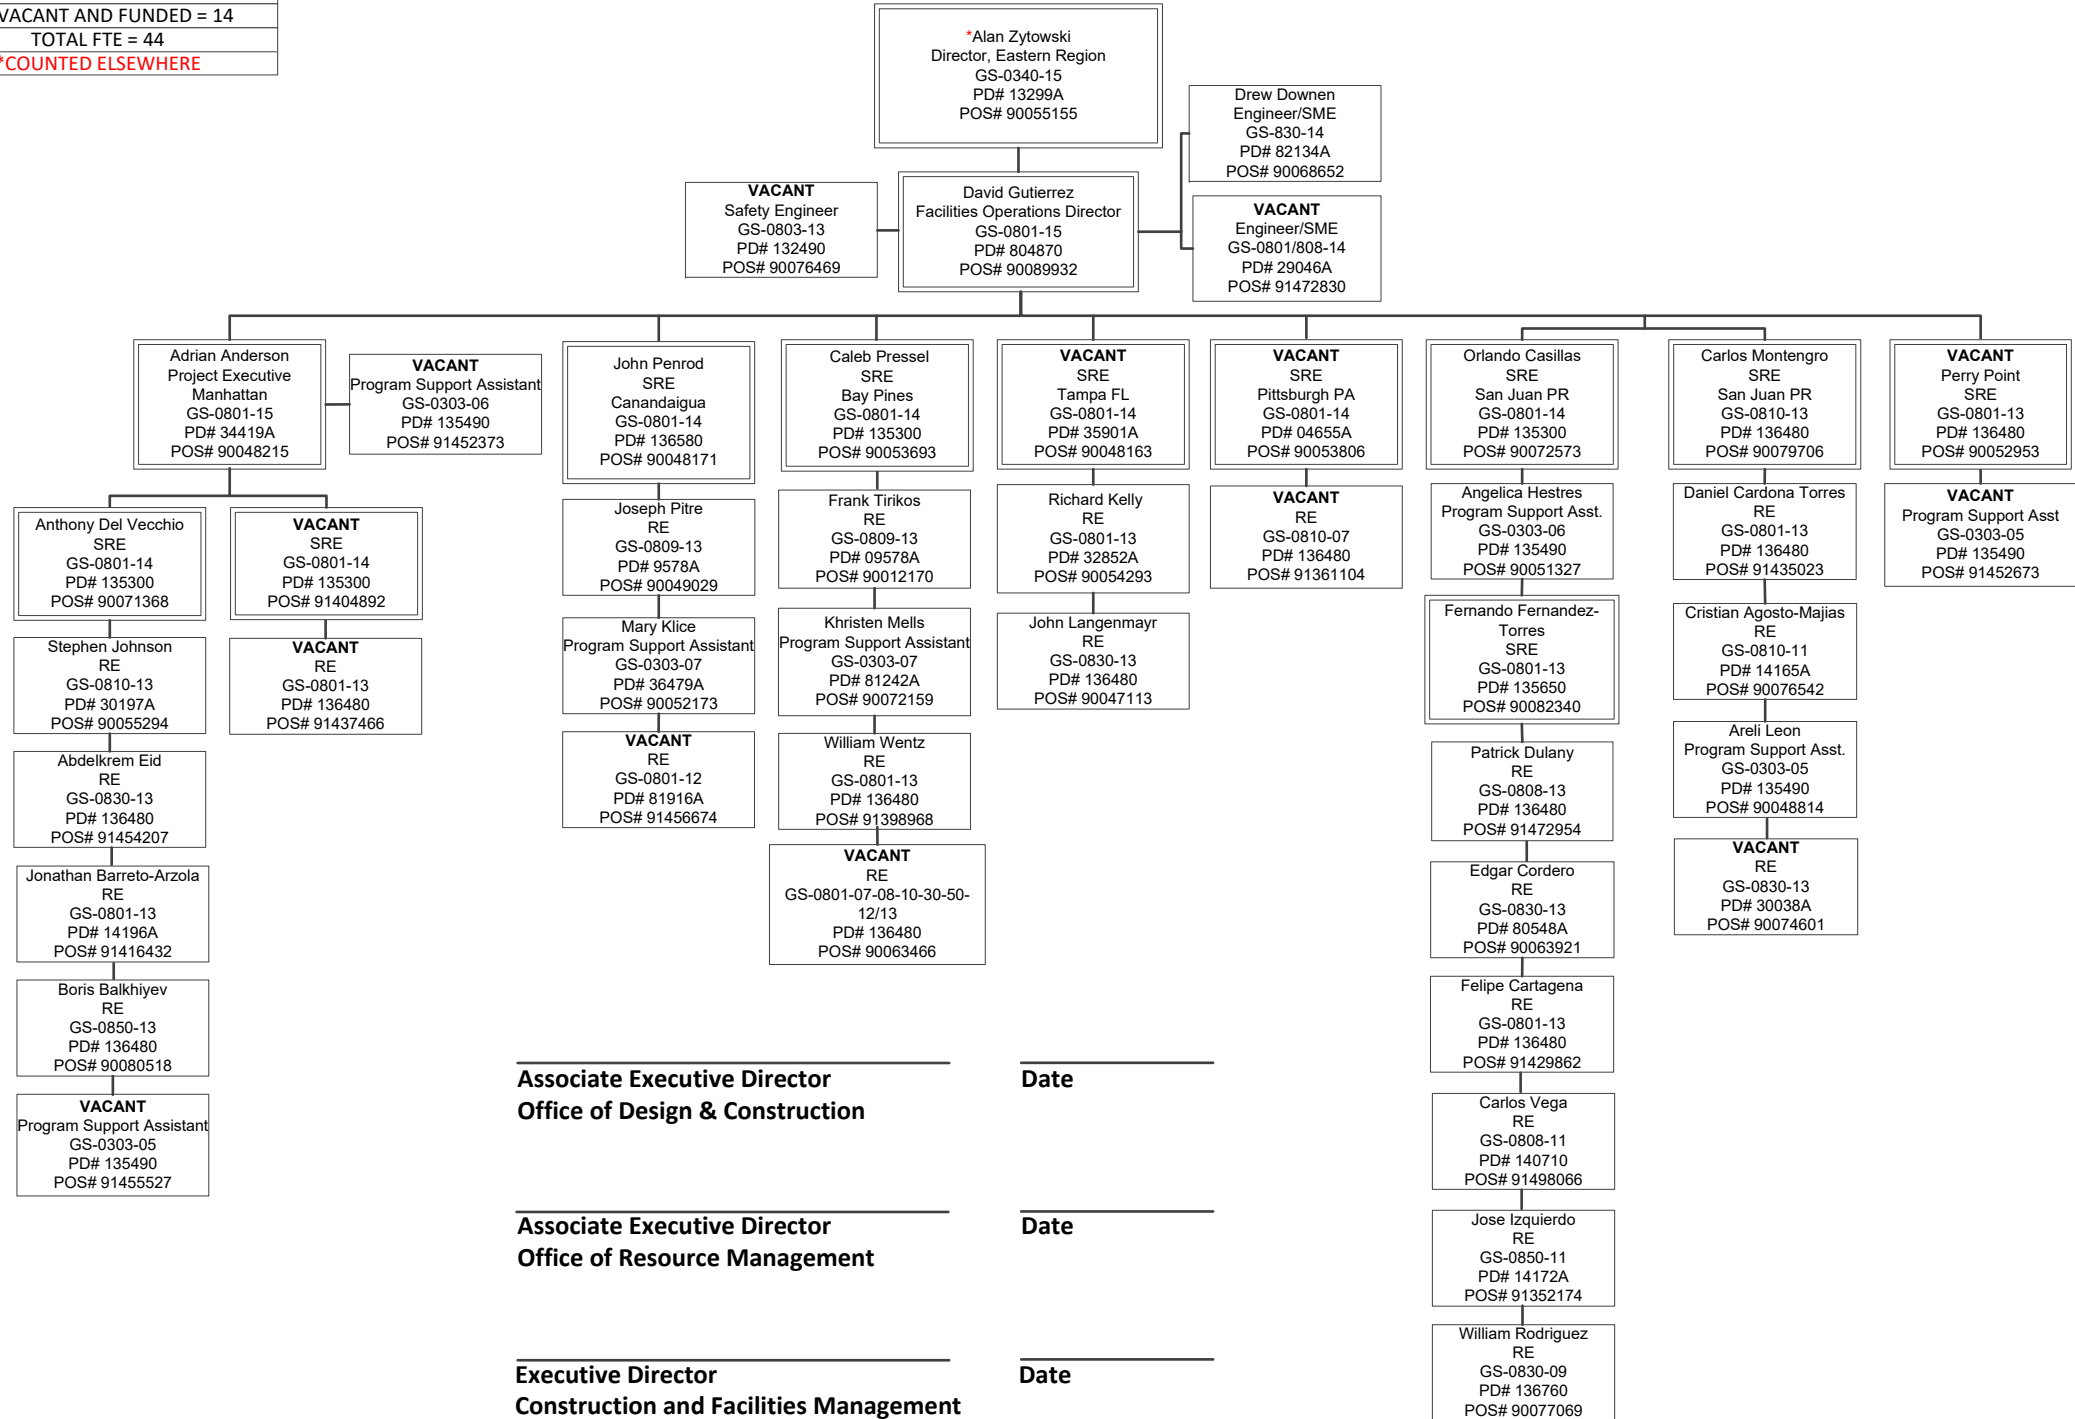 VACANT AND FUNDED = 14
TOTAL FTE = 44
*COUNTED ELSEWHERE
*Alan Zytowski
Director, Eastern Region
GS-0340-15
PD# 13299A
POS# 90055155
Drew Downen
Engineer/SME
GS-830-14
PD# 82134A
POS# 90068652
VACANT
Safety Engineer
GS-0803-13
PD# 132490
POS# 90076469
David Gutierrez
Facilities Operations Director
GS-0801-15
PD# 804870
POS# 90089932
VACANT
Engineer/SME
GS-0801/808-14
PD# 29046A
POS# 91472830
Adrian Anderson
Project Executive
Manhattan
GS-0801-15
PD# 34419A
POS# 90048215
VACANT
Program Support Assistant
GS-0303-06
PD# 135490
POS# 91452373
John Penrod
SRE
Canandaigua
GS-0801-14
PD# 136580
POS# 90048171
Caleb Pressel
SRE
Bay Pines
GS-0801-14
PD# 135300
POS# 90053693
VACANT
SRE
Tampa FL
GS-0801-14
PD# 35901A
POS# 90048163
VACANT
SRE
Pittsburgh PA
GS-0801-14
PD# 04655A
POS# 90053806
Orlando Casillas
SRE
San Juan PR
GS-0801-14
PD# 135300
POS# 90072573
Carlos Montengro
SRE
San Juan PR
GS-0810-13
PD# 136480
POS# 90079706
VACANT
Perry Point
SRE
GS-0801-13
PD# 136480
POS# 90052953
Anthony Del Vecchio
SRE
GS-0801-14
PD# 135300
POS# 90071368
VACANT
SRE
GS-0801-14
PD# 135300
POS# 91404892
Joseph Pitre
RE
GS-0809-13
PD# 9578A
POS# 90049029
Frank Tirikos
RE
GS-0809-13
PD# 09578A
POS# 90012170
Richard Kelly
RE
GS-0801-13
PD# 32852A
POS# 90054293
VACANT
RE
GS-0810-07
PD# 136480
POS# 91361104
Angelica Hestres
Program Support Asst.
GS-0303-06
PD# 135490
POS# 90051327
Daniel Cardona Torres
RE
GS-0801-13
PD# 136480
POS# 91435023
VACANT
Program Support Asst
GS-0303-05
PD# 135490
POS# 91452673
Stephen Johnson
RE
GS-0810-13
PD# 30197A
POS# 90055294
VACANT
RE
GS-0801-13
PD# 136480
POS# 91437466
Mary Klice
Program Support Assistant
GS-0303-07
PD# 36479A
POS# 90052173
Khristen Mells
Program Support Assistant
GS-0303-07
PD# 81242A
POS# 90072159
John Langenmayr
RE
GS-0830-13
PD# 136480
POS# 90047113
Fernando Fernandez-
Torres
SRE
GS-0801-13
PD# 135650
POS# 90082340
Cristian Agosto-Majias
RE
GS-0810-11
PD# 14165A
POS# 90076542
Abdelkrem Eid
RE
GS-0830-13
PD# 136480
POS# 91454207
VACANT
RE
GS-0801-12
PD# 81916A
POS# 91456674
William Wentz
RE
GS-0801-13
PD# 136480
POS# 91398968
Patrick Dulany
RE
GS-0808-13
PD# 136480
POS# 91472954
Areli Leon
Program Support Asst.
GS-0303-05
PD# 135490
POS# 90048814
Jonathan Barreto-Arzola
RE
GS-0801-13
PD# 14196A
POS# 91416432
VACANT
RE
GS-0801-07-08-10-30-50-
12/13
PD# 136480
POS# 90063466
Edgar Cordero
RE
GS-0830-13
PD# 80548A
POS# 90063921
VACANT
RE
GS-0830-13
PD# 30038A
POS# 90074601
Boris Balkhiyev
RE
GS-0850-13
PD# 136480
POS# 90080518
Felipe Cartagena
RE
GS-0801-13
PD# 136480
POS# 91429862
VACANT
Program Support Assistant
GS-0303-05
PD# 135490
POS# 91455527
Carlos Vega
RE
GS-0808-11
PD# 140710
POS# 91498066
Jose Izquierdo
RE
GS-0850-11
PD# 14172A
POS# 91352174
William Rodriguez
RE
GS-0830-09
PD# 136760
POS# 90077069
Associate Executive Director
Office of Design & Construction
Date
Associate Executive Director
Office of Resource Management
Date
Executive Director
Construction and Facilities Management
Date